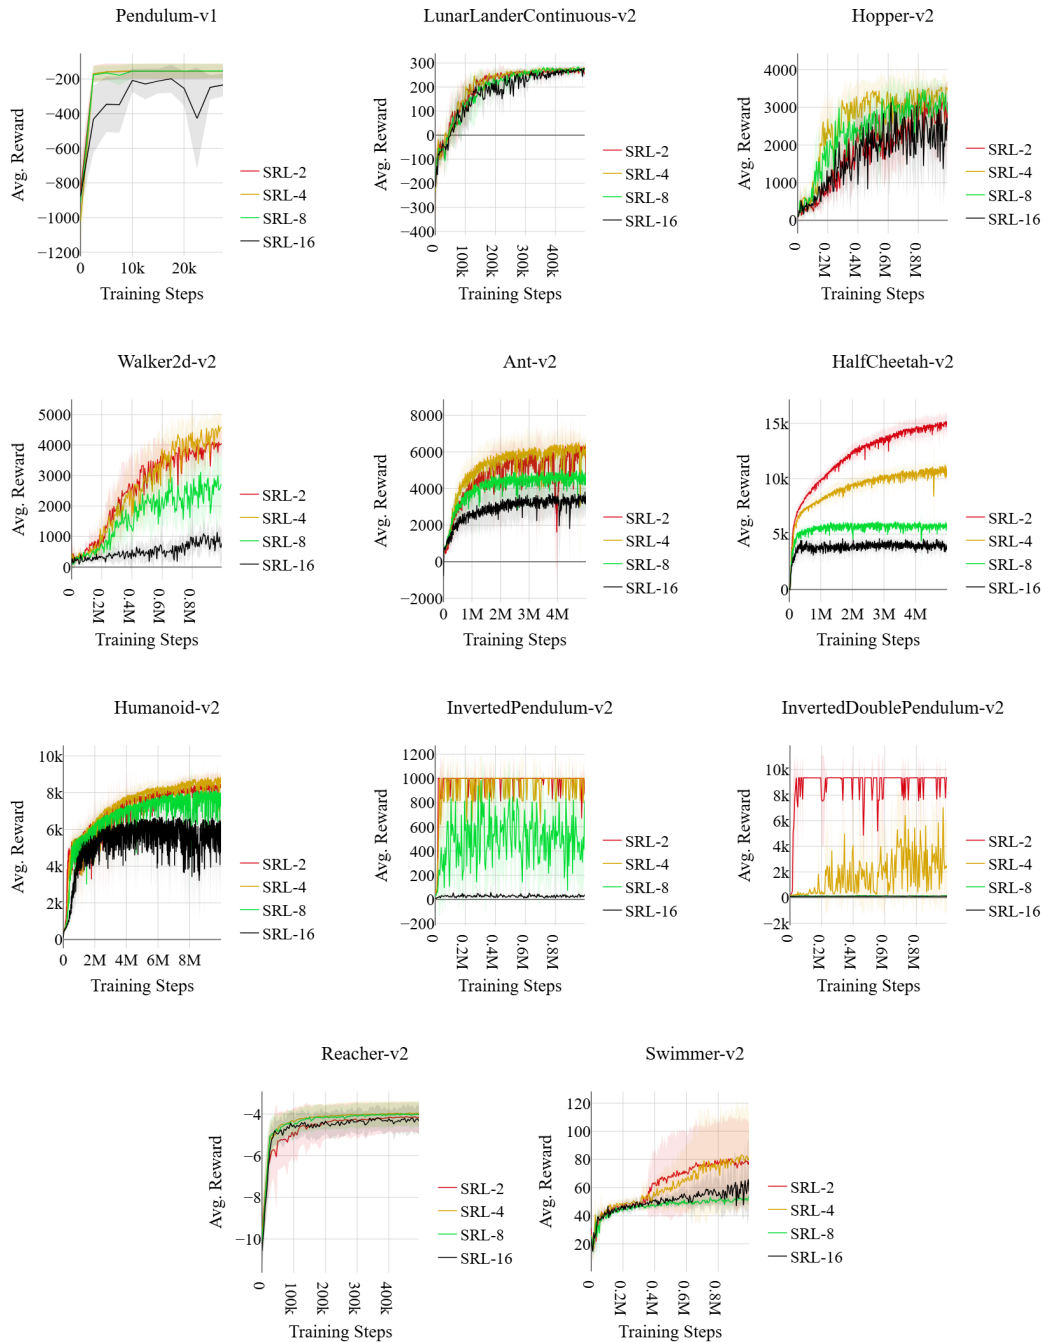 Pendulum-v1
Avg. Reward
−200
−400
−600
−800
−1000
−1200
0
10k
20k
Training Steps
SRL-2
SRL-4
SRL-8
SRL-16
LunarLanderContinuous-v2
Avg. Reward
300
200
100
0
−100
−200
−300
−400
0
100k
200k
300k
400k
Training Steps
SRL-2
SRL-4
SRL-8
SRL-16
Hopper-v2
Avg. Reward
4000
3000
2000
1000
0
0
0.2M
0.4M
0.6M
0.8M
Training Steps
SRL-2
SRL-4
SRL-8
SRL-16
Walker2d-v2
Avg. Reward
5000
4000
3000
2000
1000
0
0
0.2M
0.4M
0.6M
0.8M
Training Steps
SRL-2
SRL-4
SRL-8
SRL-16
Ant-v2
Avg. Reward
8000
6000
4000
2000
0
−2000
0
1M
2M
3M
4M
Training Steps
SRL-2
SRL-4
SRL-8
SRL-16
HalfCheetah-v2
Avg. Reward
15k
10k
5k
0
0
1M
2M
3M
4M
Training Steps
SRL-2
SRL-4
SRL-8
SRL-16
Humanoid-v2
Avg. Reward
10k
8k
6k
4k
2k
0
0
2M
4M
6M
8M
Training Steps
SRL-2
SRL-4
SRL-8
SRL-16
InvertedPendulum-v2
Avg. Reward
1200
1000
800
600
400
200
0
−200
0
0.2M
0.4M
0.6M
0.8M
Training Steps
SRL-2
SRL-4
SRL-8
SRL-16
InvertedDoublePendulum-v2
Avg. Reward
10k
9k
8k
7k
6k
5k
4k
3k
2k
1k
0
−2k
0
0.2M
0.4M
0.6M
0.8M
Training Steps
SRL-2
SRL-4
SRL-8
SRL-16
Reacher-v2
Avg. Reward
−4
−6
−8
−10
0
100k
200k
300k
400k
Training Steps
SRL-2
SRL-4
SRL-8
SRL-16
Swimmer-v2
Avg. Reward
120
100
80
60
40
20
0
0.2M
0.4M
0.6M
0.8M
Training Steps
SRL-2
SRL-4
SRL-8
SRL-16